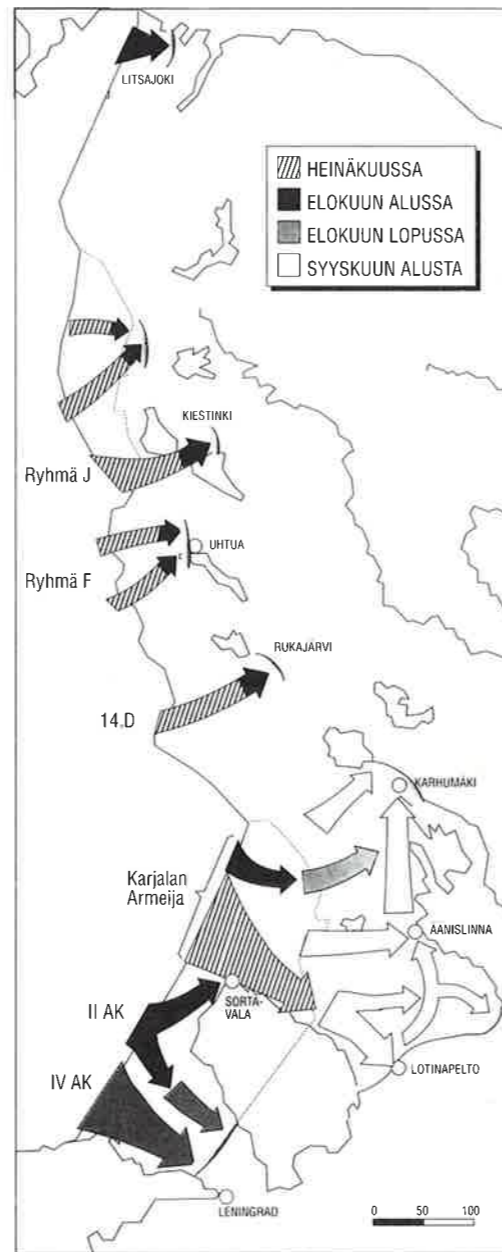 LITSAJOKI
HEINÄKUUSSA
ELOKUUN ALUSSA
ELOKUUN LOPUSSA
SYYSKUUN ALUSTA
KIESTINKI
Ryhmä J
UHTUA
Ryhmä F
RUKAJÄRVI
14.D
KARHUMÄKI
Karjalan
Armeija
ÄÄNISLINNA
SORTA-
VALA
II AK
IV AK
LOTINAPELTO
LENINGRAD
0 50 100